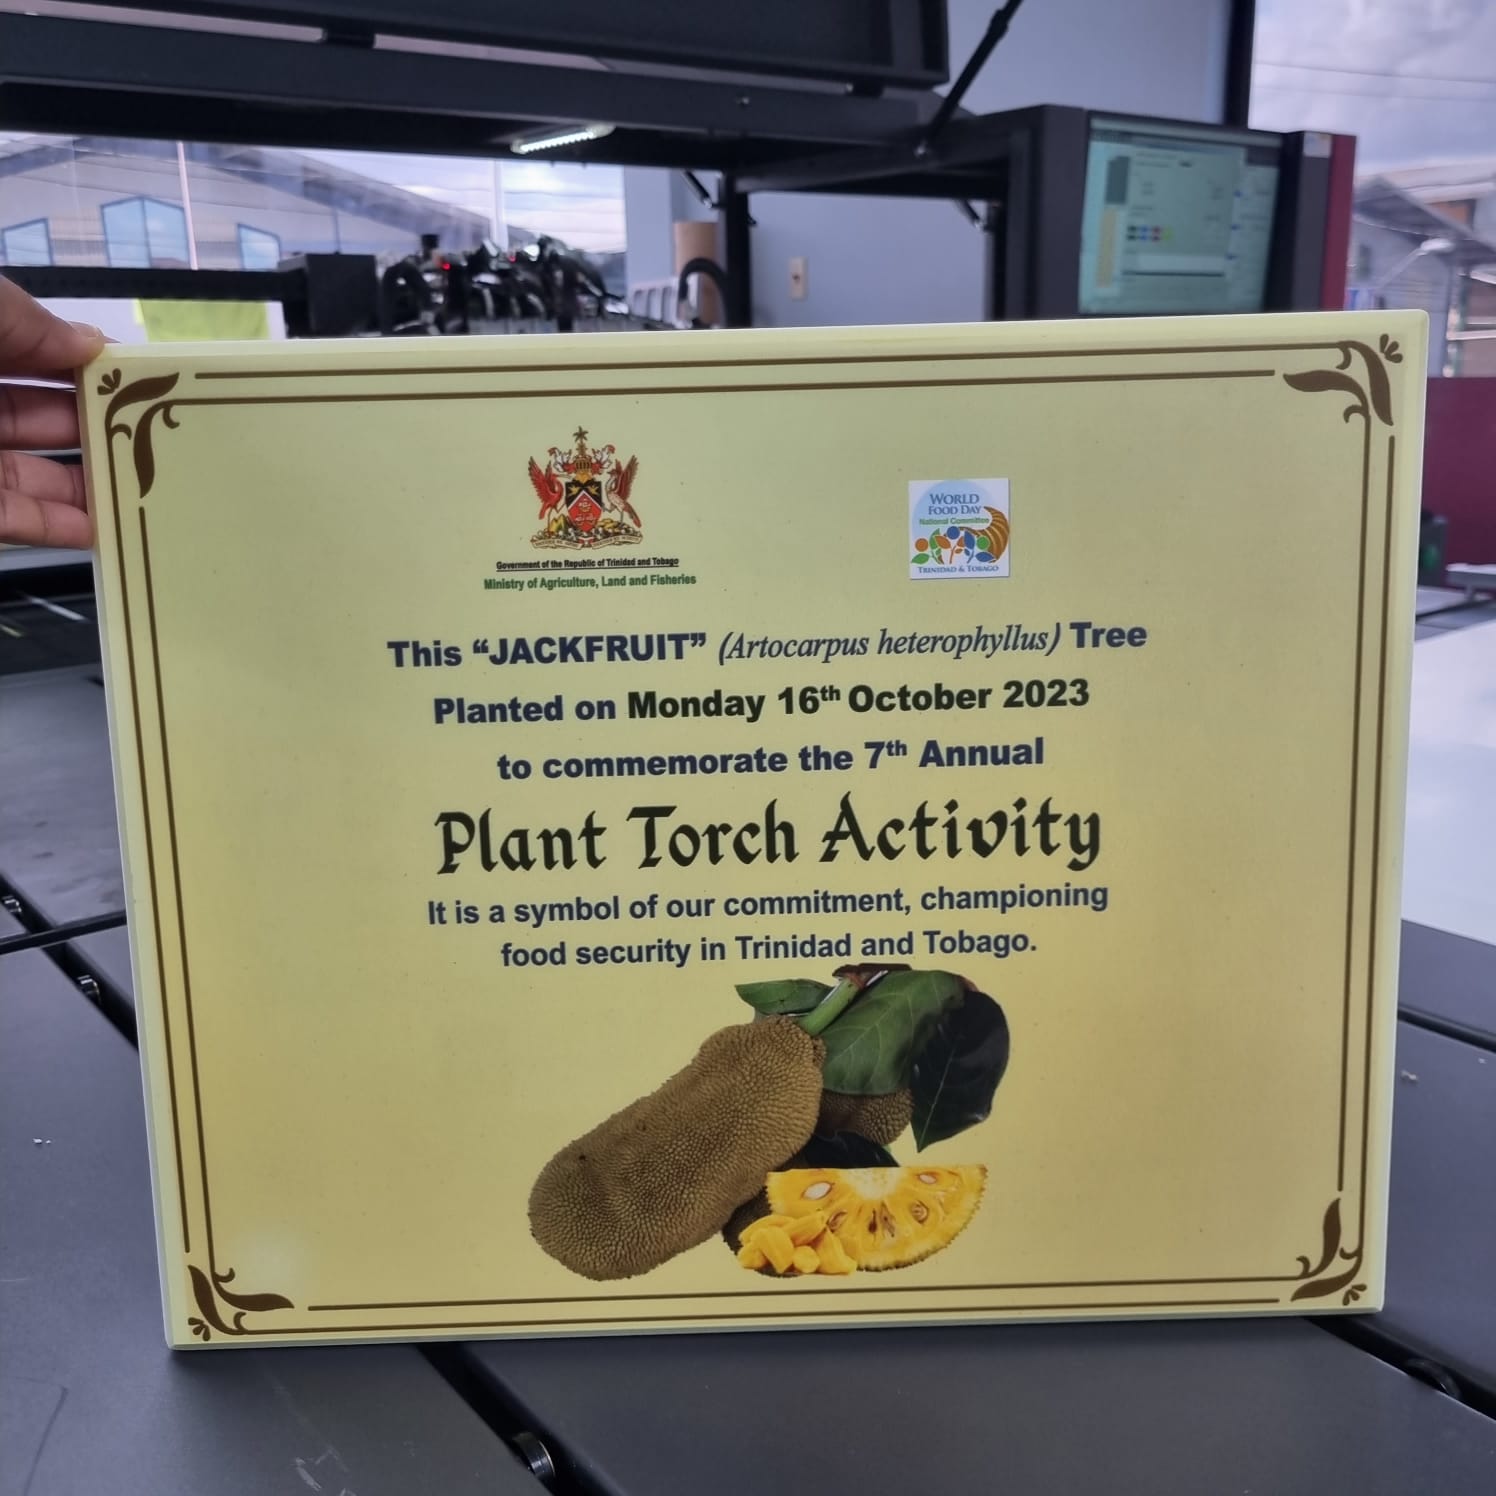 Government of the Republic of Trinidad and Tobago
Ministry of Agriculture, Land and Fisheries
WORLD
FOOD DAY
National Committee
TRINIDAD & TOBAGO
This “JACKFRUIT” (Artocarpus heterophyllus) Tree
Planted on Monday 16th October 2023
to commemorate the 7th Annual
Plant Torch Activity
It is a symbol of our commitment, championing
food security in Trinidad and Tobago.